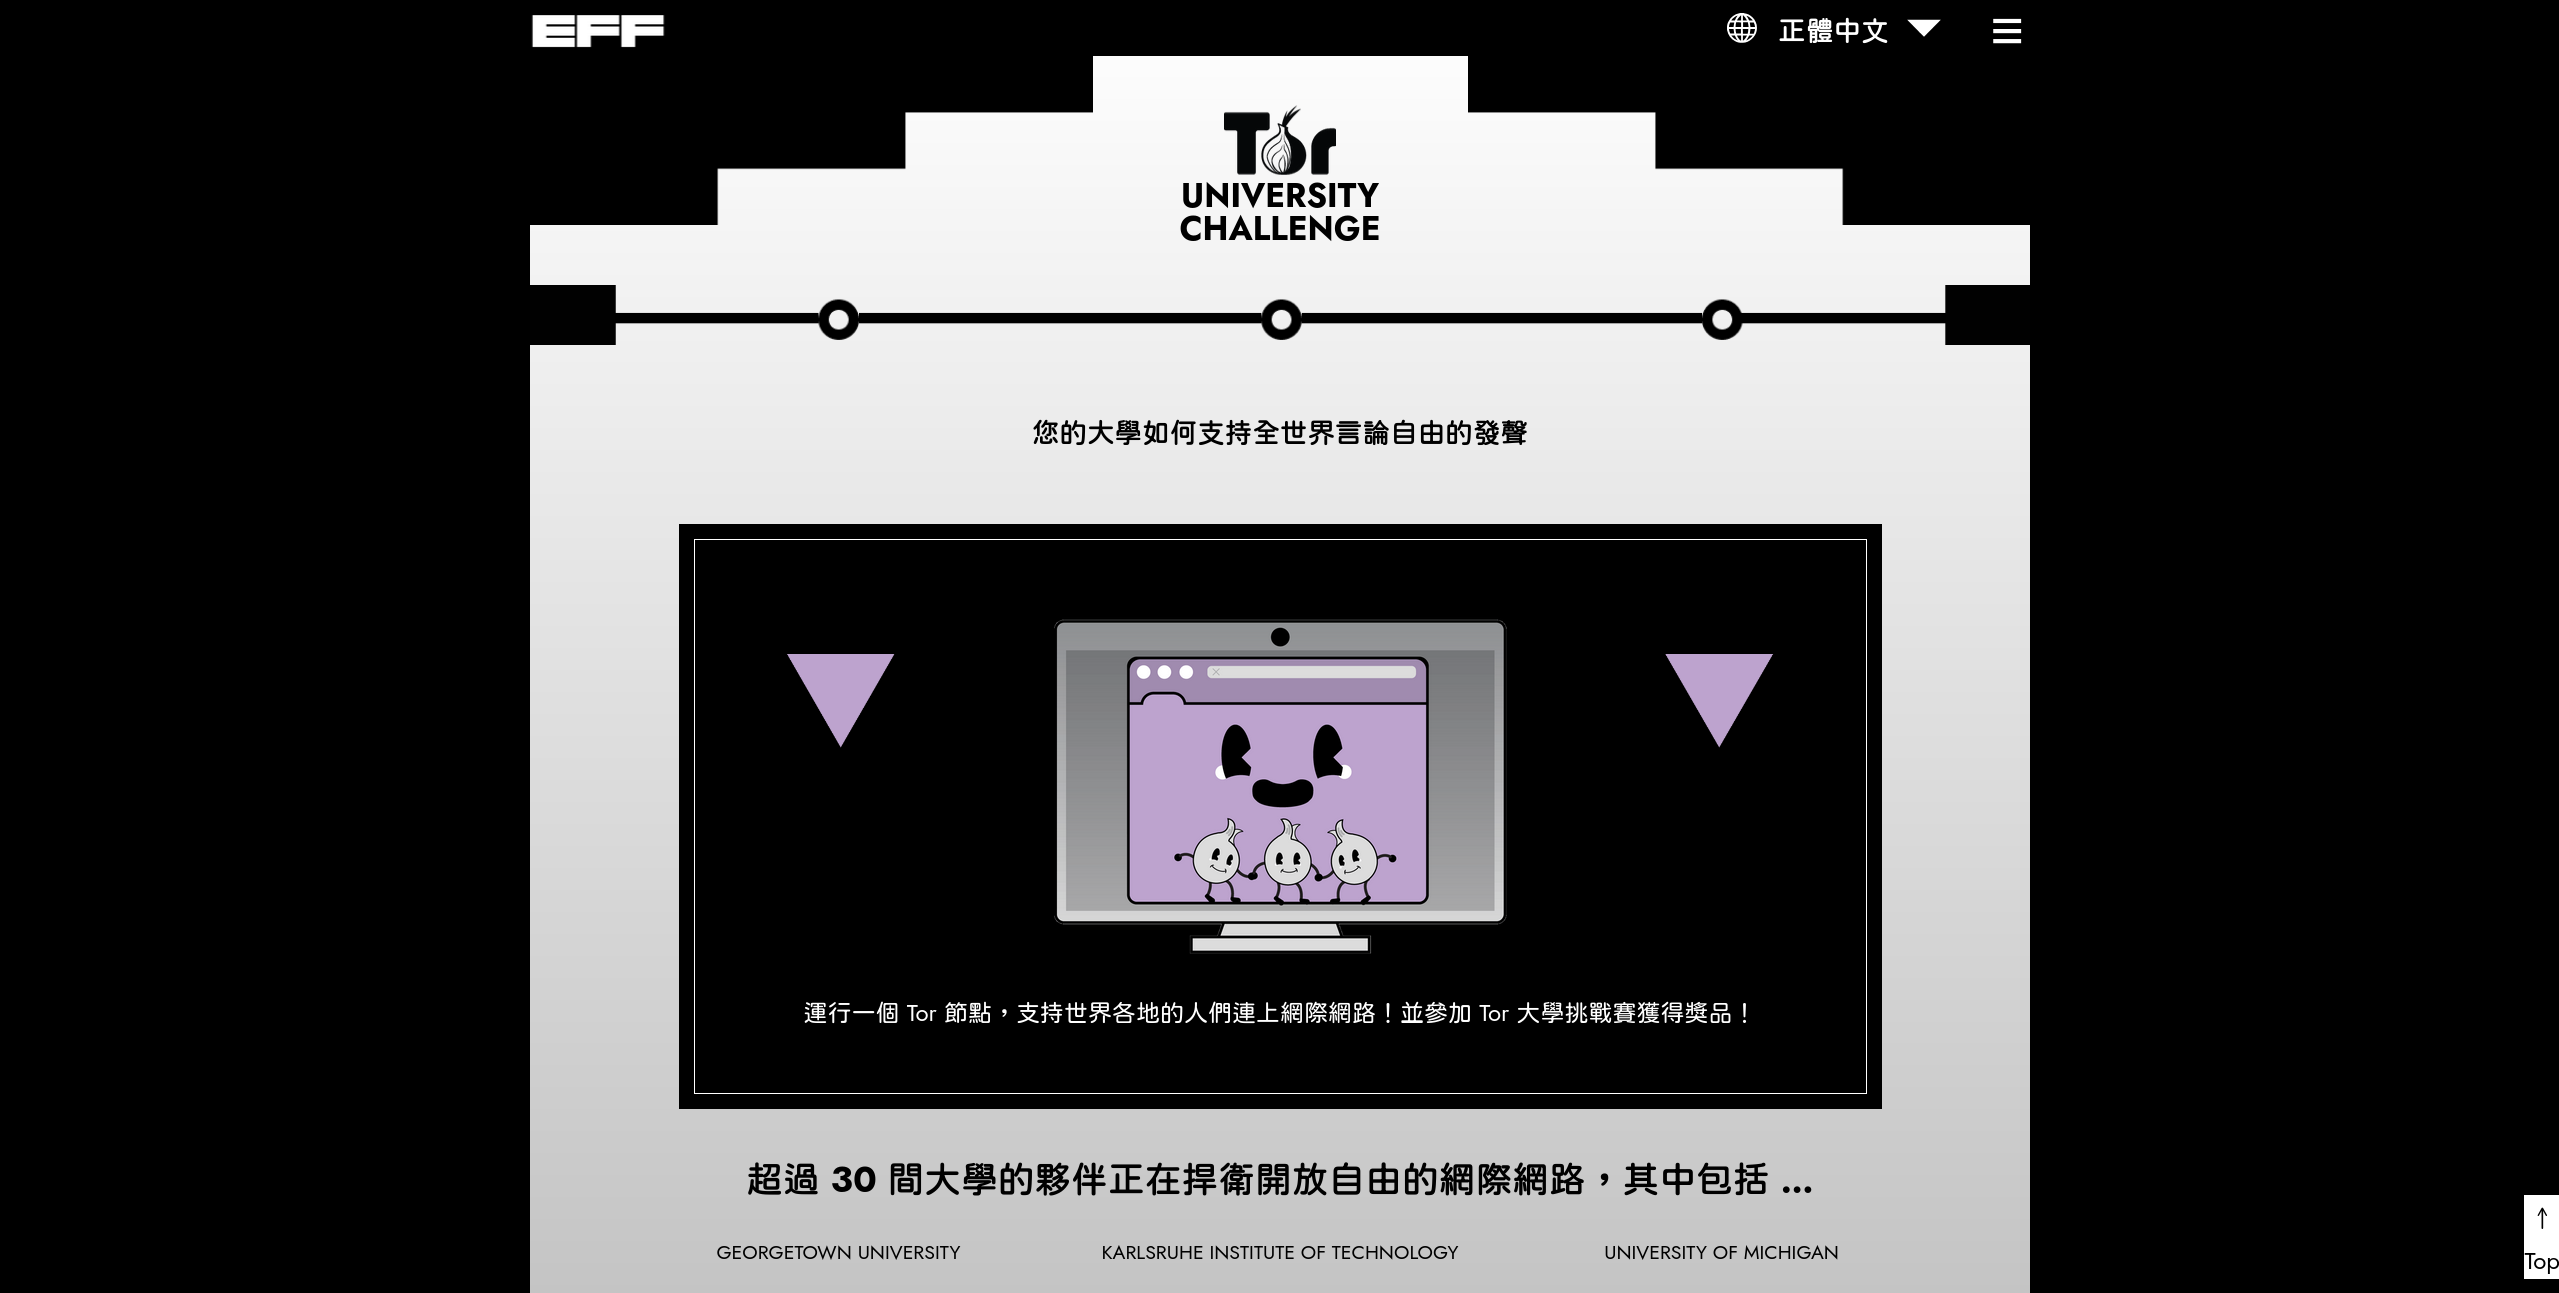 EFF
正體中文
Tor
UNIVERSITY
CHALLENGE
您的大學如何支持全世界言論自由的發聲
運行一個 Tor 節點，支持世界各地的人們連上網際網路！並參加 Tor 大學挑戰賽獲得獎品！
超過 30 間大學的夥伴正在捍衛開放自由的網際網路，其中包括 ...
GEORGETOWN UNIVERSITY
KARLSRUHE INSTITUTE OF TECHNOLOGY
UNIVERSITY OF MICHIGAN
↑
Top